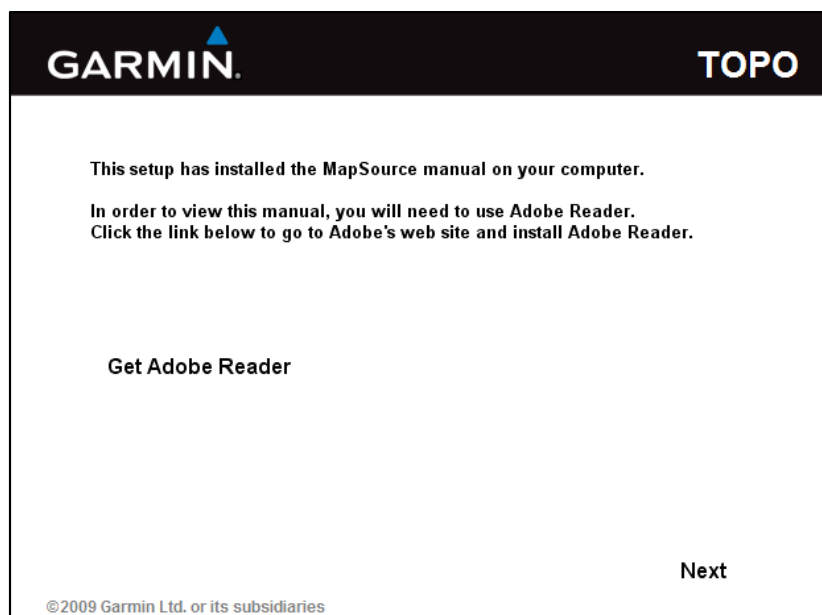 GARMIN.
TOPO
This setup has installed the MapSource manual on your computer.
In order to view this manual, you will need to use Adobe Reader.
Click the link below to go to Adobe's web site and install Adobe Reader.
Get Adobe Reader
Next
©2009 Garmin Ltd. or its subsidiaries